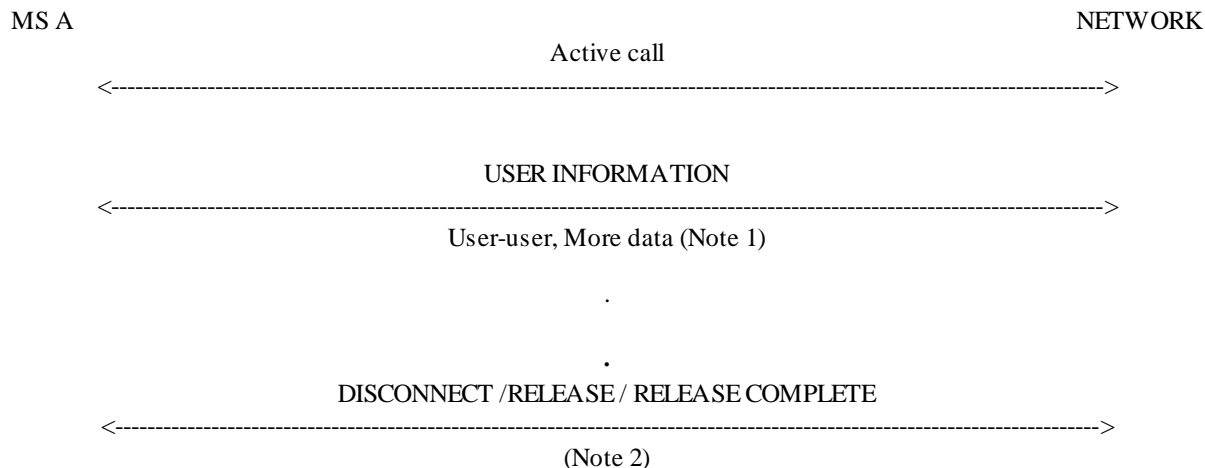 MS A NETWORK
Active call
<------------------------------------------------------------------------------------------------------------------------------>
USER INFORMATION
<------------------------------------------------------------------------------------------------------------------------------>
User-user, More data (Note 1)
.
.
DISCONNECT /RELEASE / RELEASE COMPLETE
<------------------------------------------------------------------------------------------------------------------------------>
(Note 2)